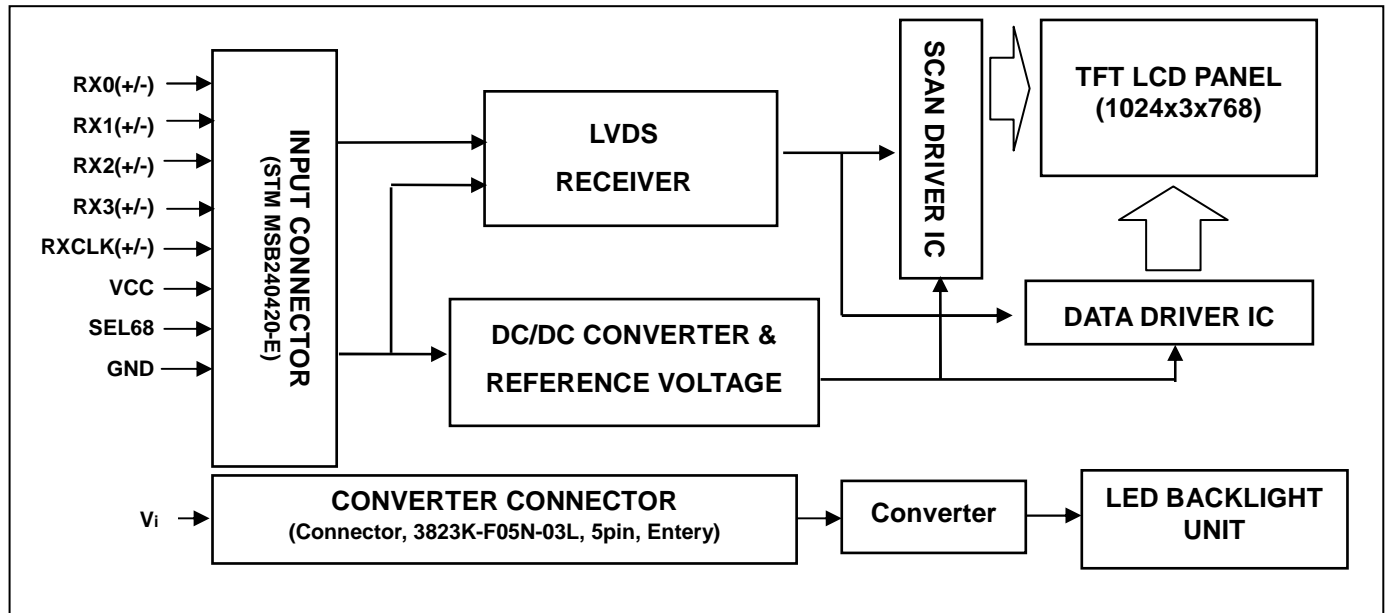 RX0(+/-)
RX1(+/-)
RX2(+/-)
RX3(+/-)
RXCLK(+/-)
VCC
SEL68
GND
INPUT CONNECTOR
(STM MSB240420-E)
LVDS
RECEIVER
DC/DC CONVERTER &
REFERENCE VOLTAGE
SCAN DRIVER IC
TFT LCD PANEL
(1024x3x768)
DATA DRIVER IC
Vi
CONVERTER CONNECTOR
(Connector, 3823K-F05N-03L, 5pin, Entery)
Converter
LED BACKLIGHT
UNIT